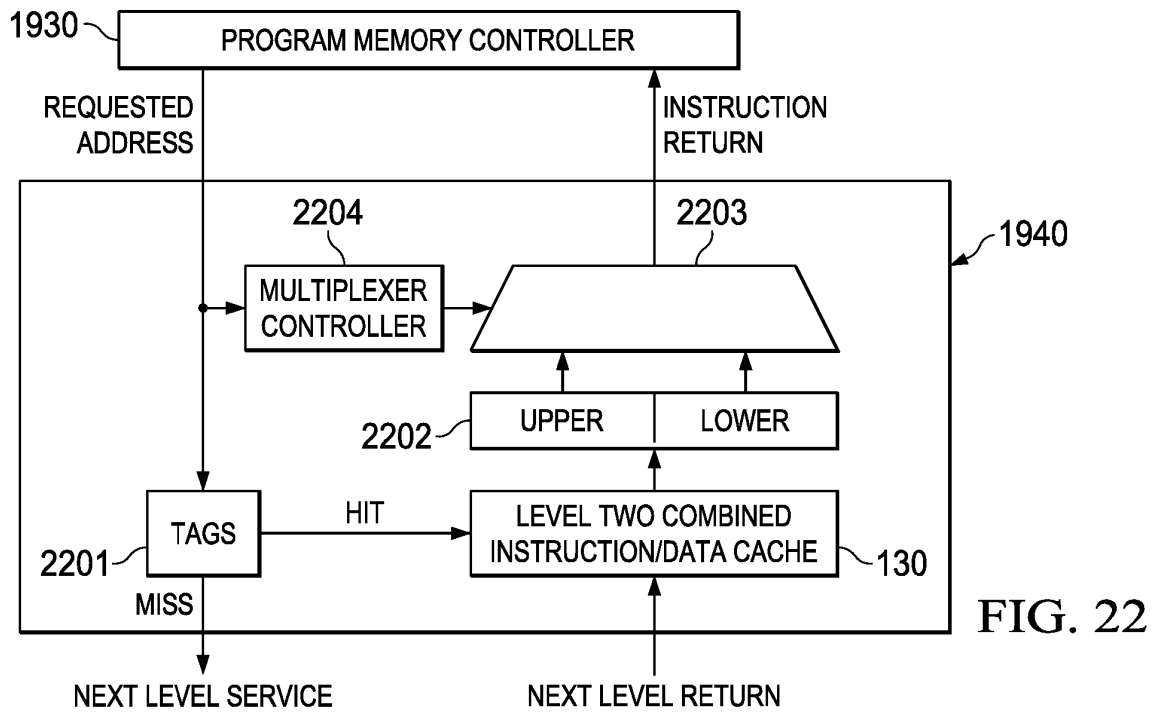 1930
PROGRAM MEMORY CONTROLLER
REQUESTED
ADDRESS
INSTRUCTION
RETURN
2204
2203
1940
MULTIPLEXER
CONTROLLER
UPPER
LOWER
2202
TAGS
HIT
LEVEL TWO COMBINED
INSTRUCTION/DATA CACHE
2201
130
MISS
FIG. 22
NEXT LEVEL SERVICE
NEXT LEVEL RETURN